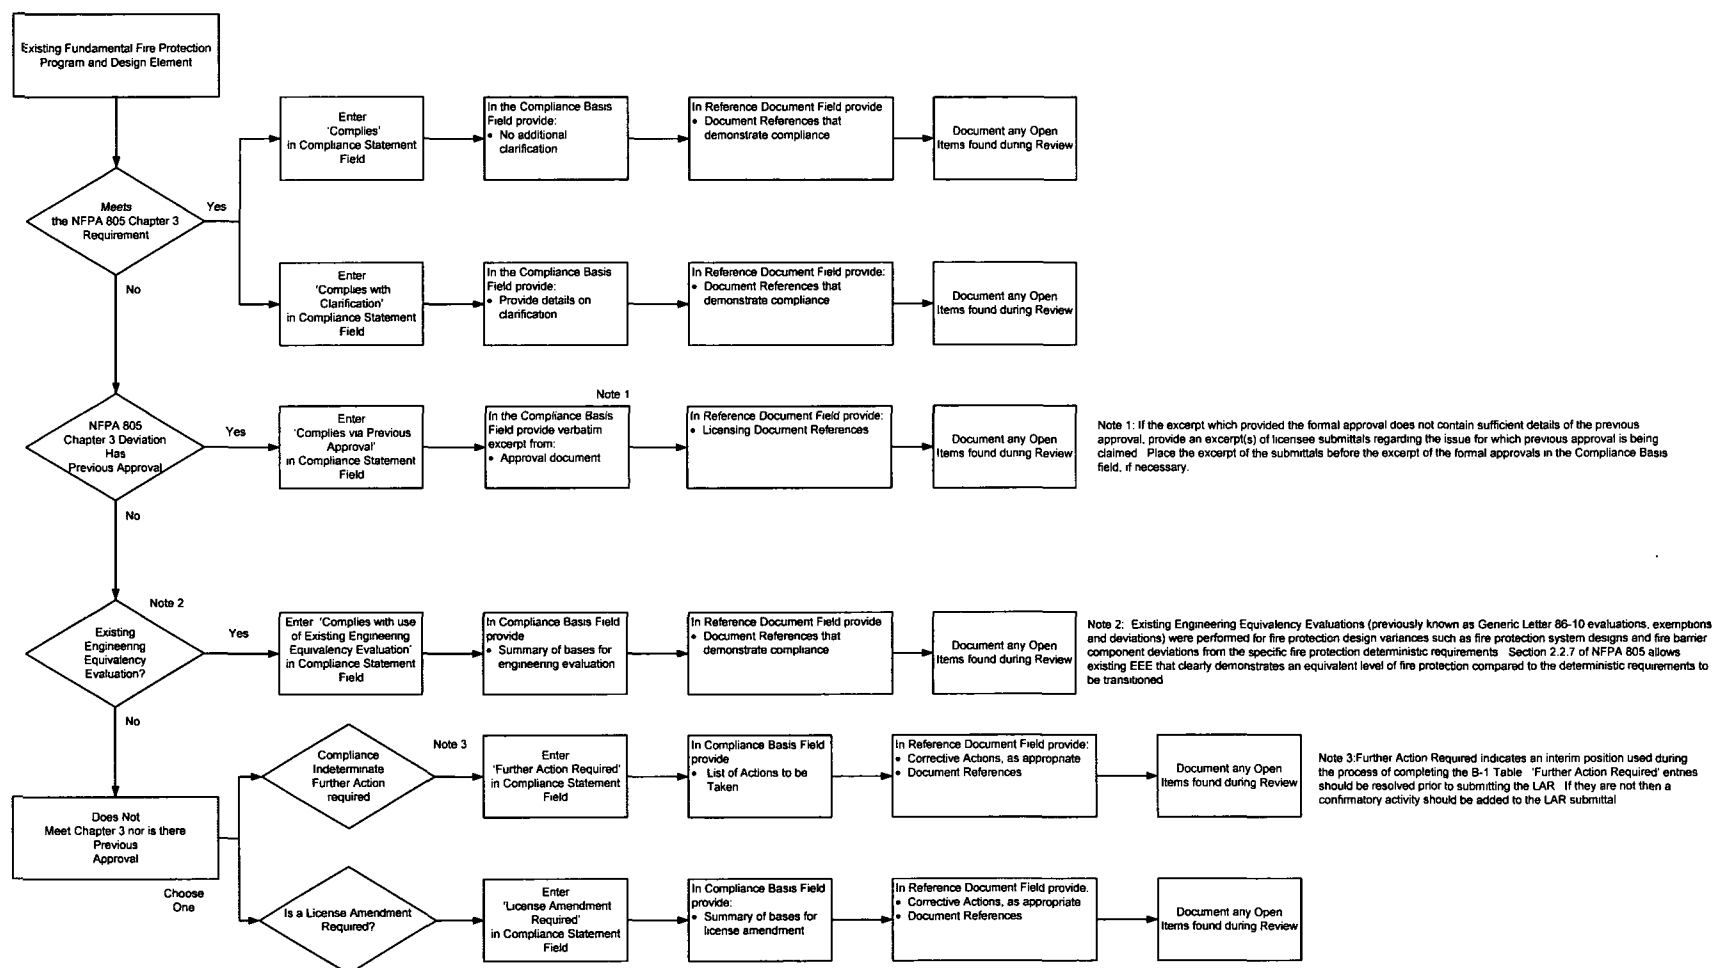 Existing Fundamental Fire Protection
Program and Design Element
Meets
the NFPA 805 Chapter 3
Requirement
Yes
No
Enter
'Complies'
in Compliance Statement
Field
In the Compliance Basis
Field provide:
• No additional
clarification
In Reference Document Field provide
• Document References that
demonstrate compliance
Document any Open
Items found during Review
Enter
'Complies with
Clarification'
in Compliance Statement
Field
In the Compliance Basis
Field provide:
• Provide details on
clarification
In Reference Document Field provide:
• Document References that
demonstrate compliance
Document any Open
Items found during Review
NFPA 805
Chapter 3 Deviation
Has
Previous Approval
Yes
No
Enter
'Complies via Previous
Approval'
in Compliance Statement
Field
Note 1
In the Compliance Basis
Field provide verbatim
excerpt from:
• Approval document
In Reference Document Field provide:
• Licensing Document References
Document any Open
Items found during Review
Note 1: If the excerpt which provided the formal approval does not contain sufficient details of the previous
approval, provide an excerpt(s) of licensee submittals regarding the issue for which previous approval is being
claimed Place the excerpt of the submittals before the excerpt of the formal approvals in the Compliance Basis
field, if necessary.
Note 2
Existing
Engineering
Equivalency
Evaluation?
Yes
No
Enter 'Complies with use
of Existing Engineering
Equivalency Evaluation'
in Compliance Statement
Field
In Compliance Basis Field
provide
• Summary of bases for
engineering evaluation
In Reference Document Field provide
• Document References that
demonstrate compliance
Document any Open
Items found during Review
Note 2: Existing Engineering Equivalency Evaluations (previously known as Generic Letter 86-10 evaluations, exemptions
and deviations) were performed for fire protection design variances such as fire protection system designs and fire barrier
component deviations from the specific fire protection deterministic requirements Section 2.2.7 of NFPA 805 allows
existing EEE that clearly demonstrates an equivalent level of fire protection compared to the deterministic requirements to
be transitioned
Does Not
Meet Chapter 3 nor is there
Previous
Approval
Choose
One
Compliance
Indeterminate
Further Action
required
Note 3
Enter
'Further Action Required'
in Compliance Statement
Field
In Compliance Basis Field
provide
• List of Actions to be
Taken
In Reference Document Field provide:
• Corrective Actions, as appropriate
• Document References
Document any Open
Items found during Review
Note 3:Further Action Required indicates an interim position used during
the process of completing the B-1 Table 'Further Action Required' entries
should be resolved prior to submitting the LAR If they are not then a
confirmatory activity should be added to the LAR submittal
Is a License Amendment
Required?
Enter
'License Amendment
Required'
in Compliance Statement
Field
In Compliance Basis Field
provide:
• Summary of bases for
license amendment
In Reference Document Field provide.
• Corrective Actions, as appropriate
• Document References
Document any Open
Items found during Review